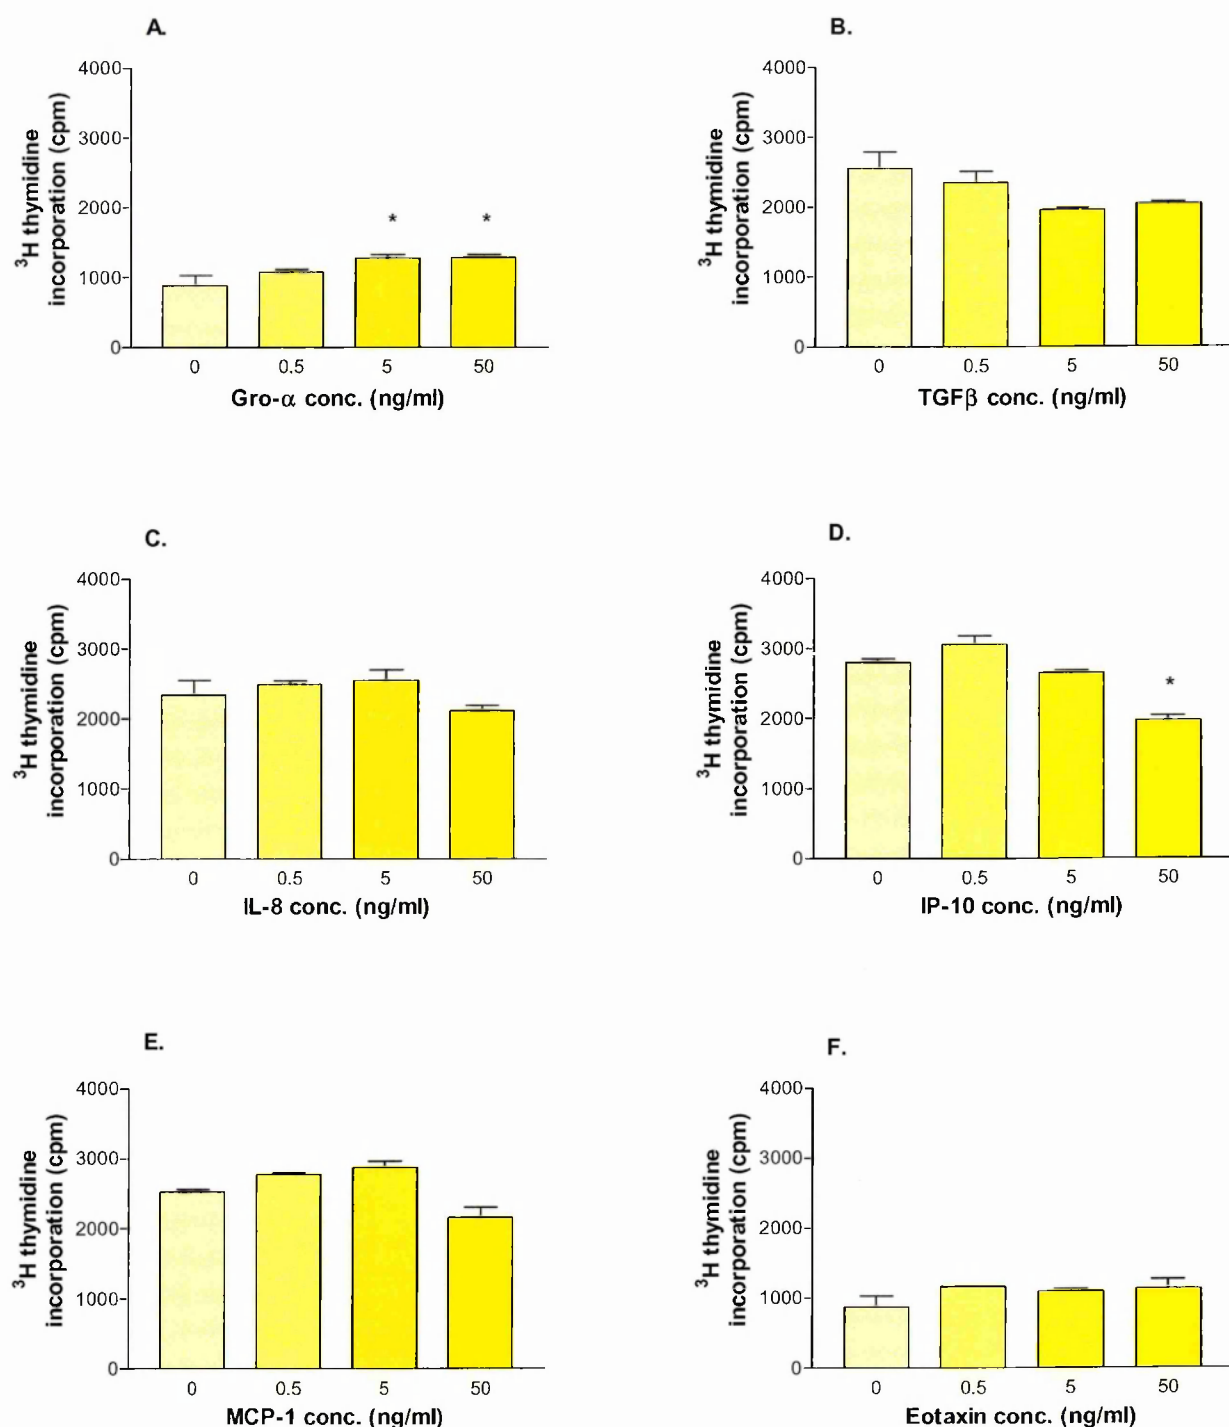 A.
4000
3000
2000
1000
0
³H thymidine
incorporation (cpm)
* *
0 0.5 5 50
Gro-α conc. (ng/ml)
B.
4000
3000
2000
1000
0
³H thymidine
incorporation (cpm)
0 0.5 5 50
TGFβ conc. (ng/ml)
C.
4000
3000
2000
1000
0
³H thymidine
incorporation (cpm)
0 0.5 5 50
IL-8 conc. (ng/ml)
D.
4000
3000
2000
1000
0
³H thymidine
incorporation (cpm)
*
0 0.5 5 50
IP-10 conc. (ng/ml)
E.
4000
3000
2000
1000
0
³H thymidine
incorporation (cpm)
0 0.5 5 50
MCP-1 conc. (ng/ml)
F.
4000
3000
2000
1000
0
³H thymidine
incorporation (cpm)
0 0.5 5 50
Eotaxin conc. (ng/ml)